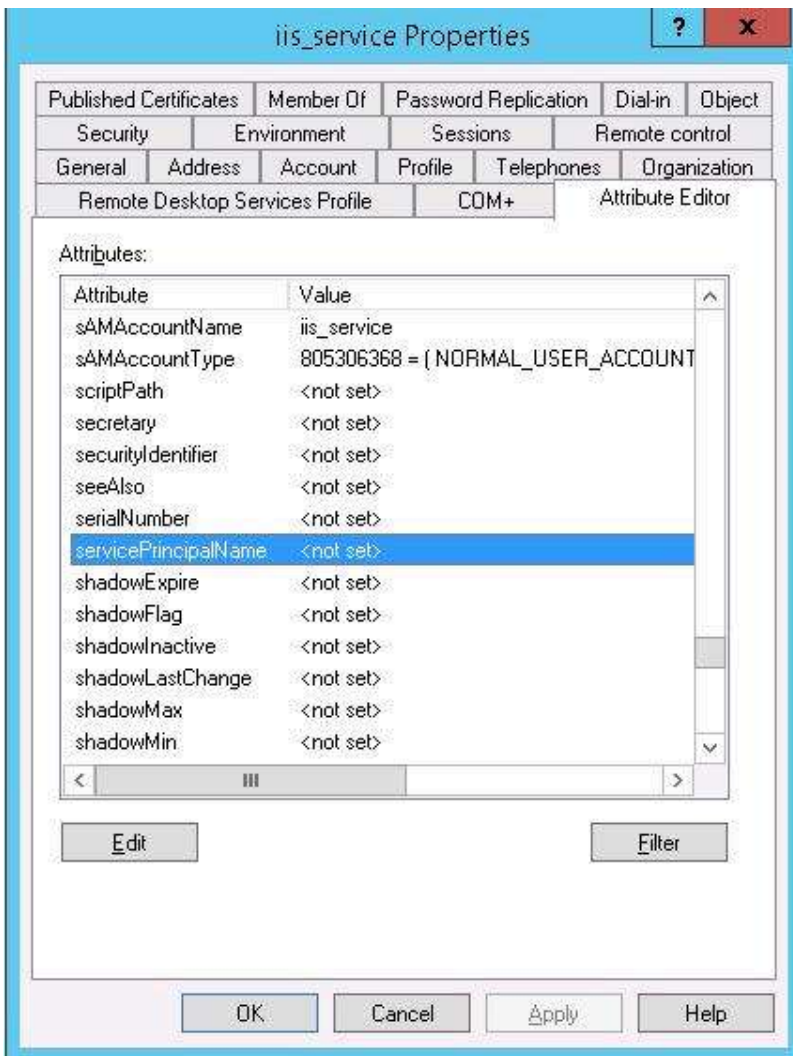 iis_service Properties
? x
Published Certificates Member Of Password Replication Dial-in Object
Security Environment Sessions Remote control
General Address Account Profile Telephones Organization
Remote Desktop Services Profile COM+ Attribute Editor
Attributes:
Attribute Value
sAMAccountName iis_service
sAMAccountType 805306368 = ( NORMAL_USER_ACCOUNT
scriptPath <not set>
secretary <not set>
securityIdentifier <not set>
seeAlso <not set>
serialNumber <not set>
servicePrincipalName <not set>
shadowExpire <not set>
shadowFlag <not set>
shadowInactive <not set>
shadowLastChange <not set>
shadowMax <not set>
shadowMin <not set>
Edit Filter
OK Cancel Apply Help